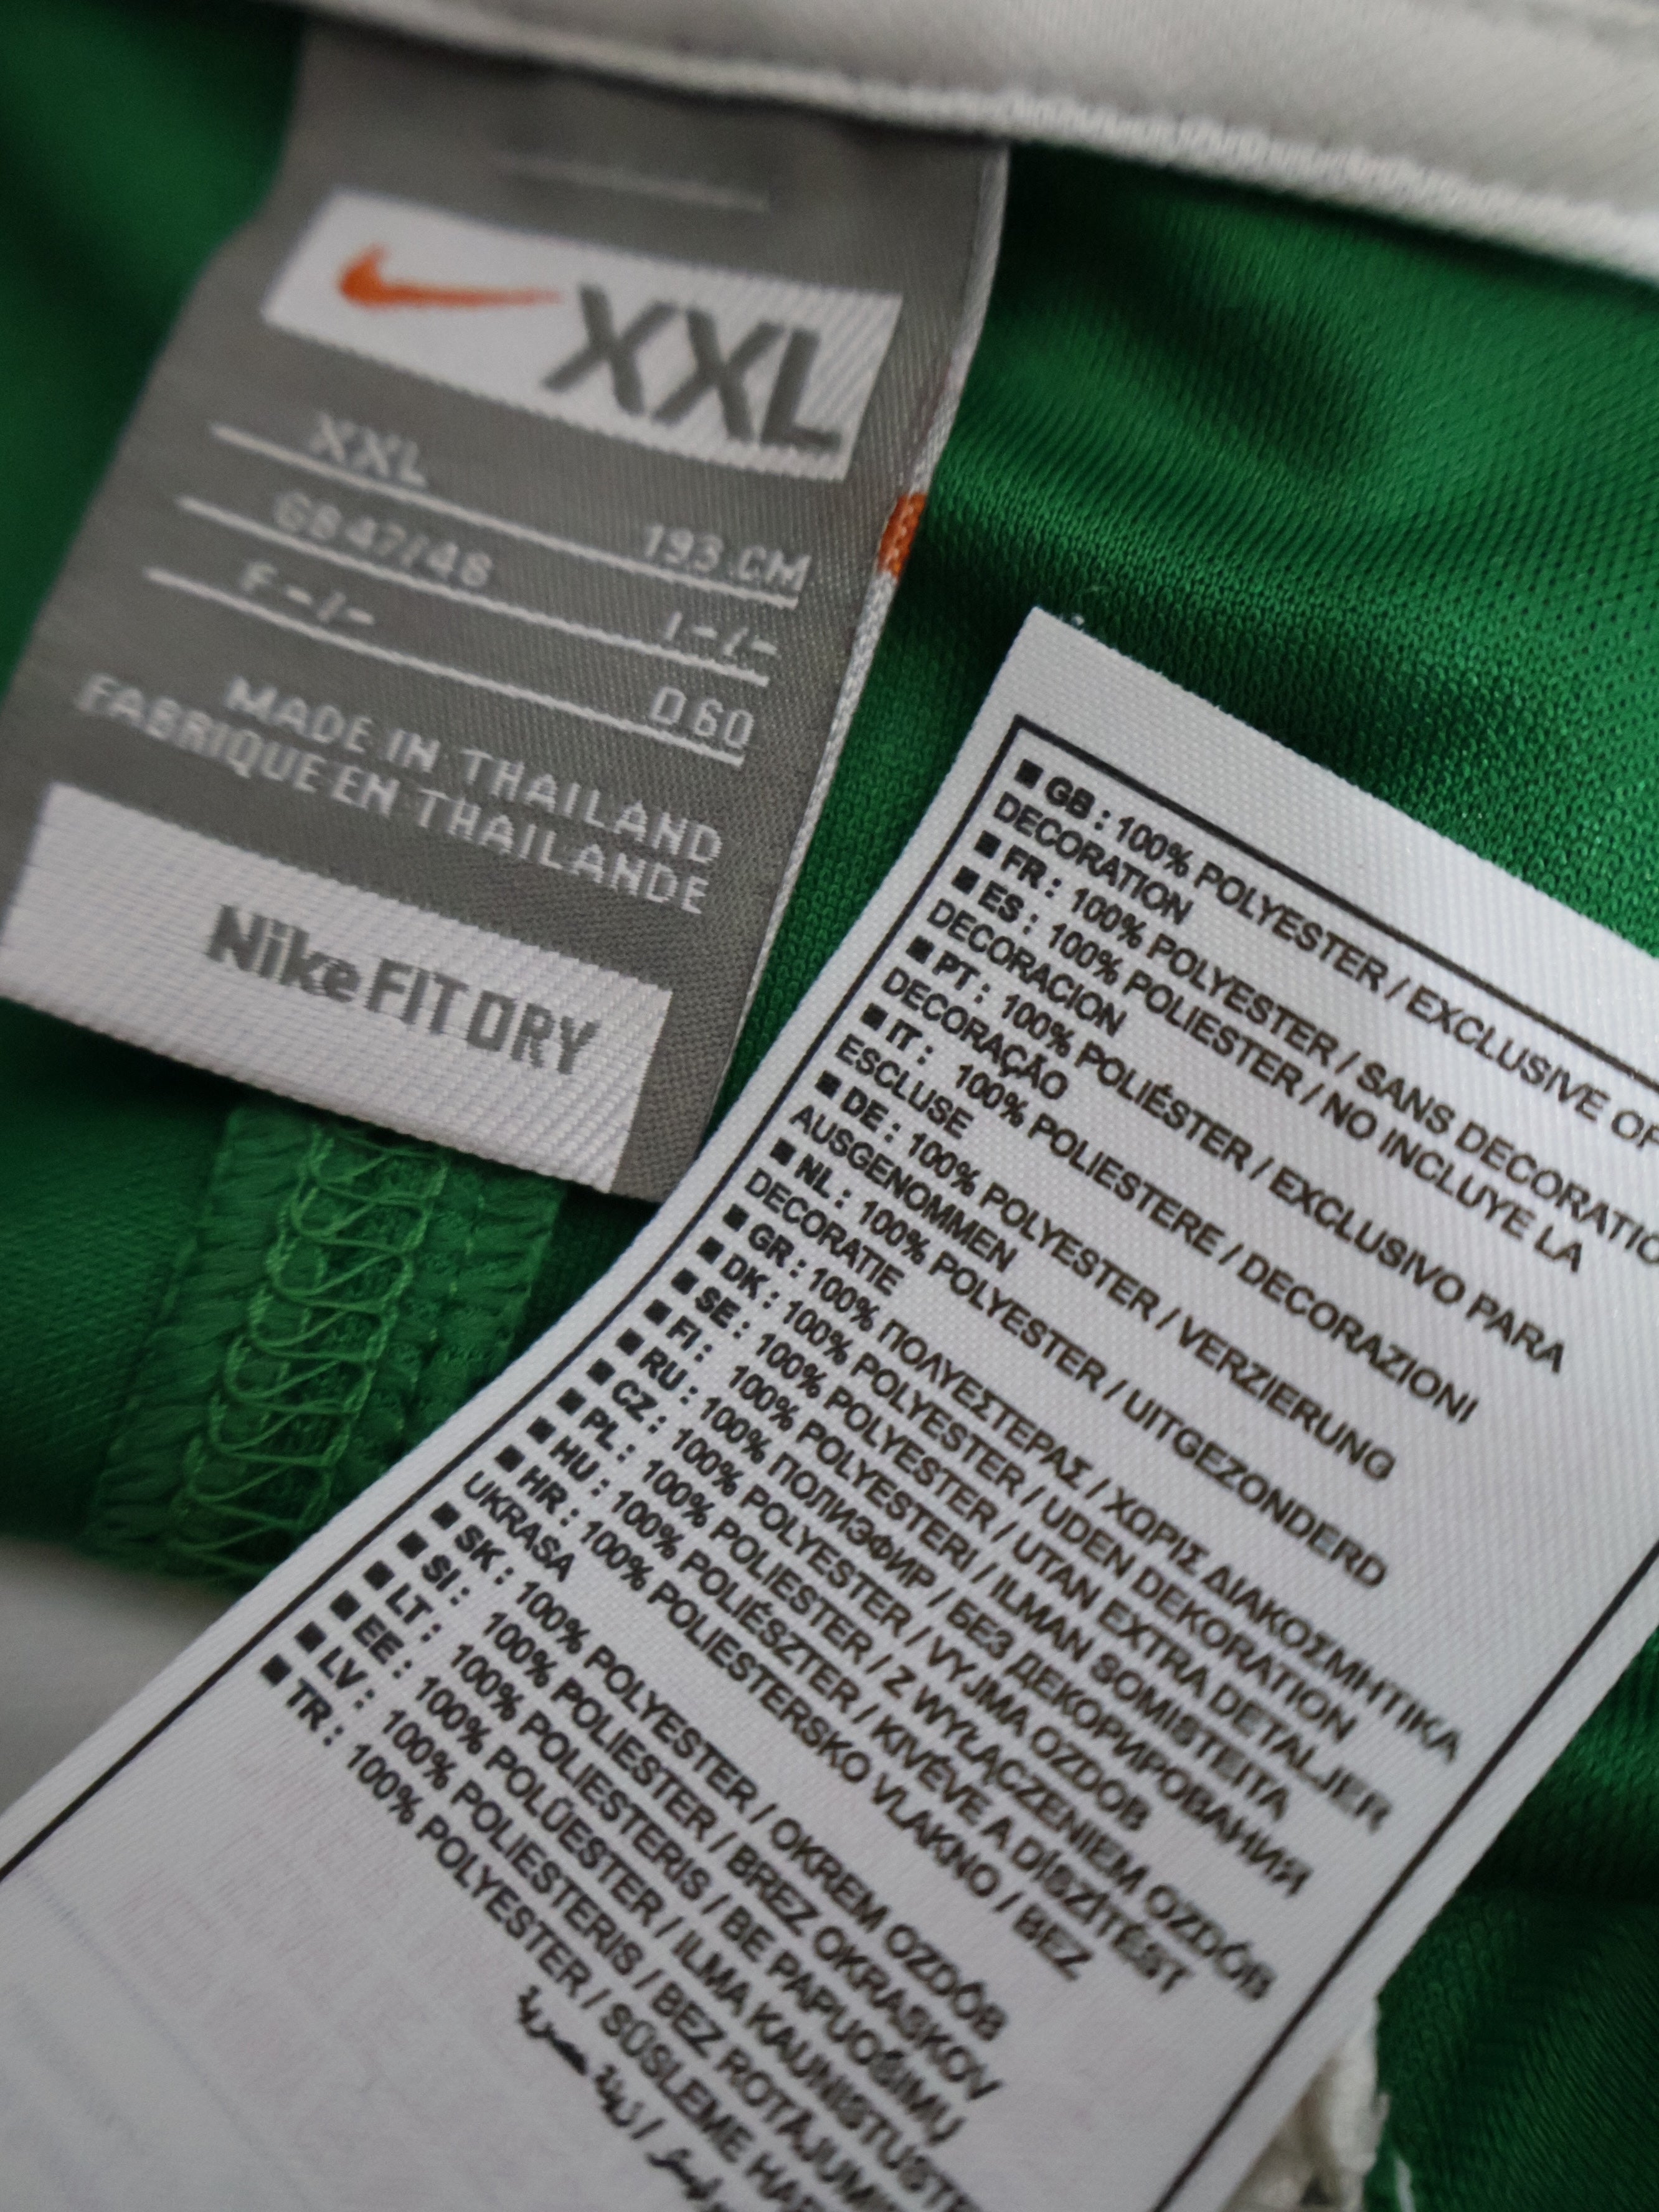 XXL
XXL 193 CM
GB 47/48 I -/-
F -/- D 60
MADE IN THAILAND
FABRIQUE EN THAILANDE
Nike FIT DRY
■ GB : 100% POLYESTER / EXCLUSIVE OF
DECORATION
■ FR : 100% POLYESTER / SANS DECORATIO
■ ES : 100% POLIESTER / NO INCLUYE LA
DECORACION
■ PT : 100% POLIÉSTER / EXCLUSIVO PARA
DECORAÇÃO
■ IT : 100% POLIESTERE / DECORAZIONI
ESCLUSE
■ DE : 100% POLYESTER / VERZIERUNG
AUSGENOMMEN
■ NL : 100% POLYESTER / UITGEZONDERD
DECORATIE
■ GR : 100% ΠΟΛΥΕΣΤΕΡΑΣ / ΧΩΡΙΣ ΔΙΑΚΟΣΜΗΤΙΚΑ
■ DK : 100% POLYESTER / UDEN DEKORATION
■ SE : 100% POLYESTER / UTAN EXTRA DETALJER
■ FI : 100% POLYESTERI / ILMAN SOMISTEITA
■ RU : 100% ПОЛИЭФИР / БЕЗ ДЕКОРИРОВАНИЯ
■ CZ : 100% POLYESTER / VYJMA OZDOB
■ PL : 100% POLIESTER / Z WYŁĄCZENIEM OZDÓB
■ HU : 100% POLIÉSZTER / KIVÉVE A DÍSZÍTÉST
■ HR : 100% POLIESTERSKO VLAKNO / BEZ
UKRASA
■ SK : 100% POLYESTER / OKREM OZDÔB
■ SI : 100% POLIESTER / BREZ OKRASKOV
■ LT : 100% POLIESTERIS / BE PAPUOŠIMŲ
■ EE : 100% POLÜESTER / ILMA KAUNISTUSTE
■ LV : 100% POLIESTERIS / BEZ ROTĀJUM
■ TR : 100% POLYESTER / SÜSLEME HA